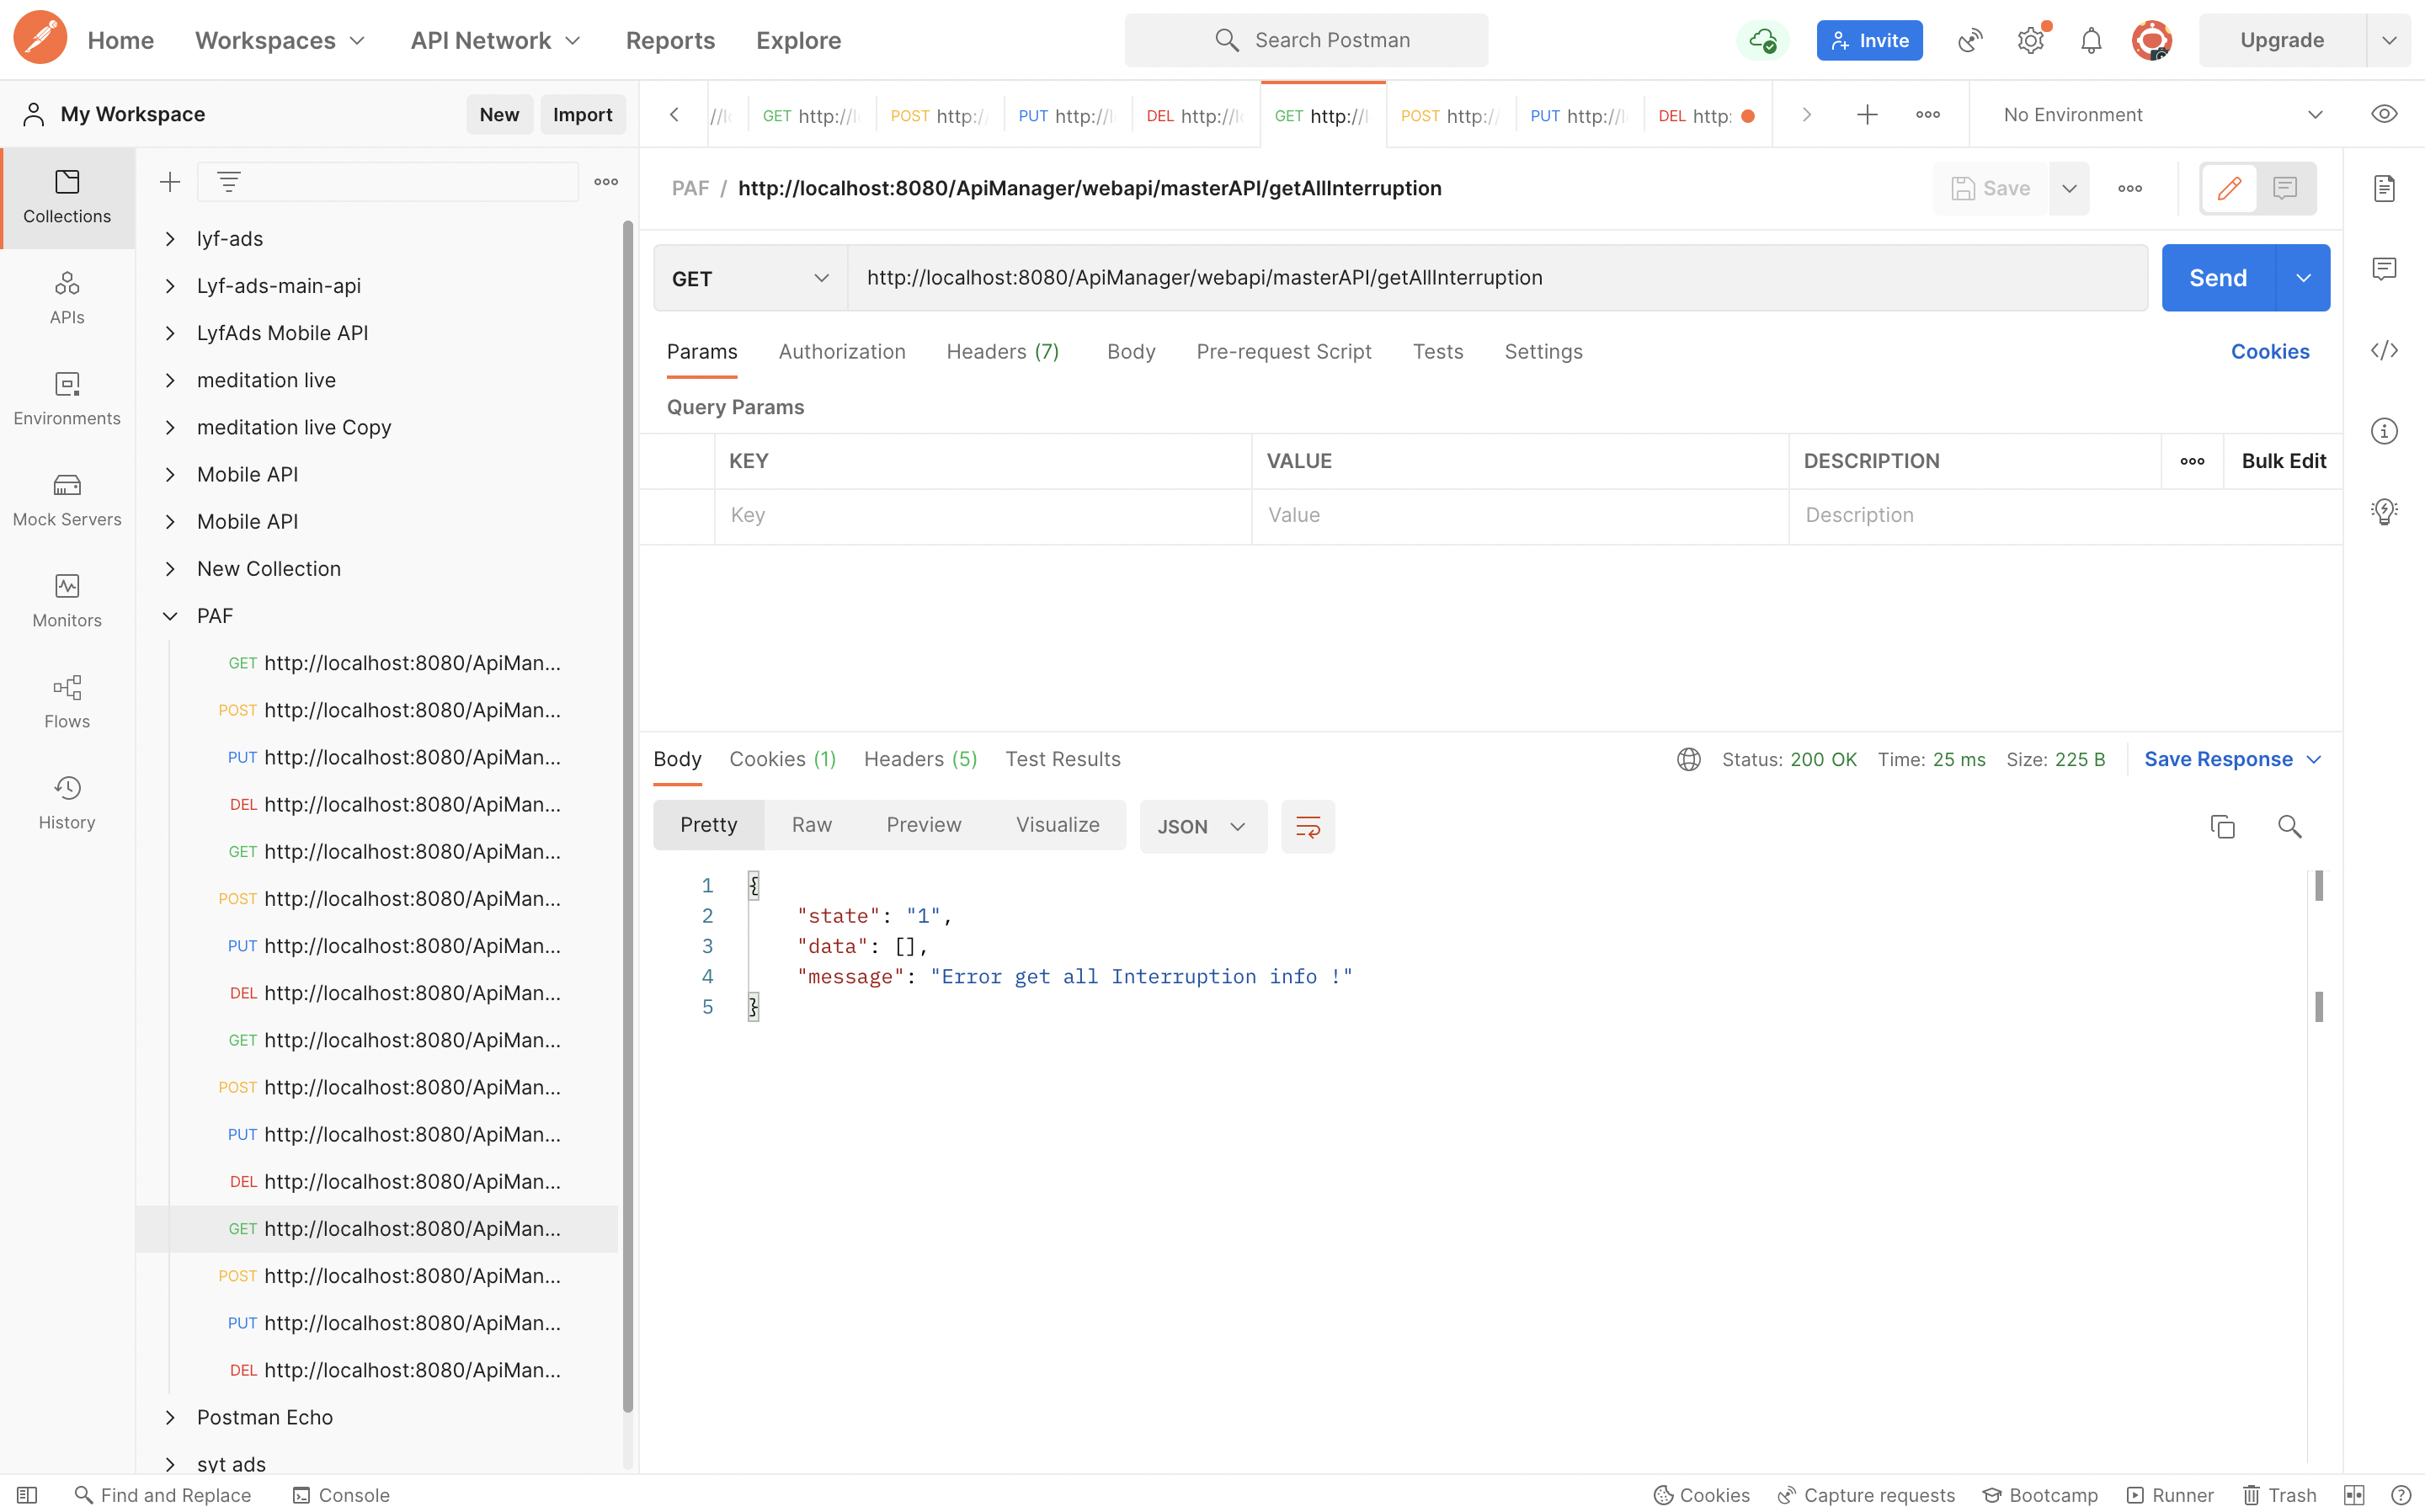 Home Workspaces API Network Reports Explore Search Postman Invite Upgrade
My Workspace New Import
GET http://l POST http:/ PUT http://l DEL http://l GET http://l POST http:/ PUT http://l DEL http: No Environment
Collections
APIs
Environments
Mock Servers
Monitors
Flows
History
lyf-ads
Lyf-ads-main-api
LyfAds Mobile API
meditation live
meditation live Copy
Mobile API
Mobile API
New Collection
PAF
GET http://localhost:8080/ApiMan...
POST http://localhost:8080/ApiMan...
PUT http://localhost:8080/ApiMan...
DEL http://localhost:8080/ApiMan...
GET http://localhost:8080/ApiMan...
POST http://localhost:8080/ApiMan...
PUT http://localhost:8080/ApiMan...
DEL http://localhost:8080/ApiMan...
GET http://localhost:8080/ApiMan...
POST http://localhost:8080/ApiMan...
PUT http://localhost:8080/ApiMan...
DEL http://localhost:8080/ApiMan...
GET http://localhost:8080/ApiMan...
POST http://localhost:8080/ApiMan...
PUT http://localhost:8080/ApiMan...
DEL http://localhost:8080/ApiMan...
Postman Echo
syt ads
PAF / http://localhost:8080/ApiManager/webapi/masterAPI/getAllInterruption Save
GET http://localhost:8080/ApiManager/webapi/masterAPI/getAllInterruption Send
Params Authorization Headers (7) Body Pre-request Script Tests Settings Cookies
Query Params
KEY VALUE DESCRIPTION Bulk Edit
Key Value Description
Body Cookies (1) Headers (5) Test Results Status: 200 OK Time: 25 ms Size: 225 B Save Response
Pretty Raw Preview Visualize JSON
1 {
2 "state": "1",
3 "data": [],
4 "message": "Error get all Interruption info !"
5 }
Find and Replace Console Cookies Capture requests Bootcamp Runner Trash